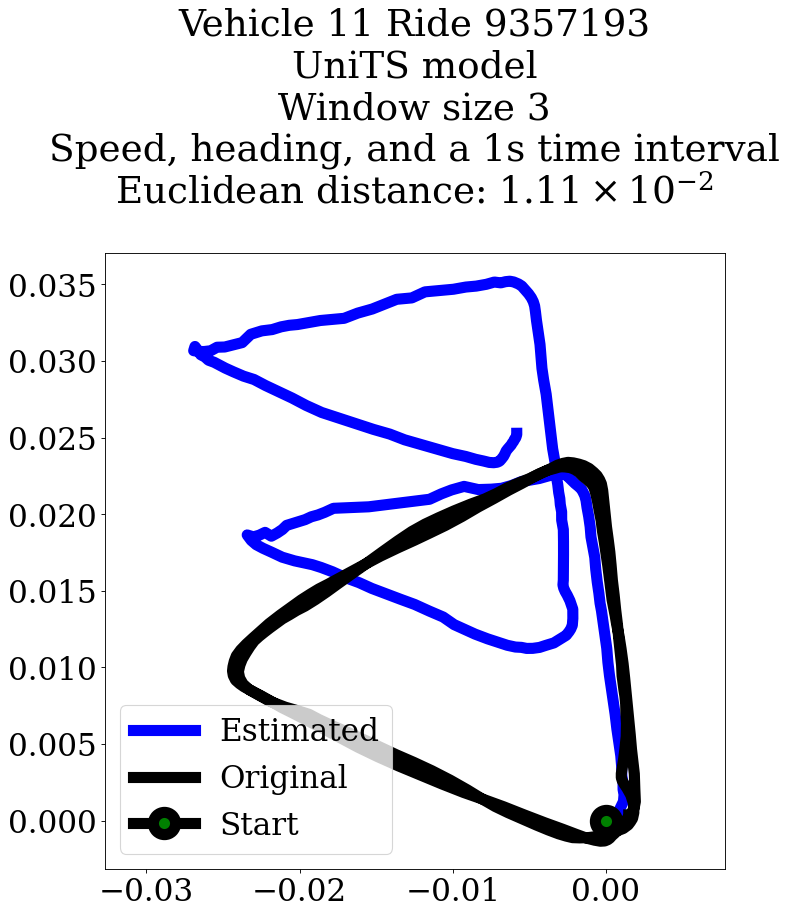 Vehicle 11 Ride 9357193
UniTS model
Window size 3
Speed, heading, and a 1s time interval
Euclidean distance: 1.11 × 10⁻²
0.035
0.030
0.025
0.020
0.015
0.010
0.005
0.000
Estimated
Original
Start
−0.03 −0.02 −0.01 0.00